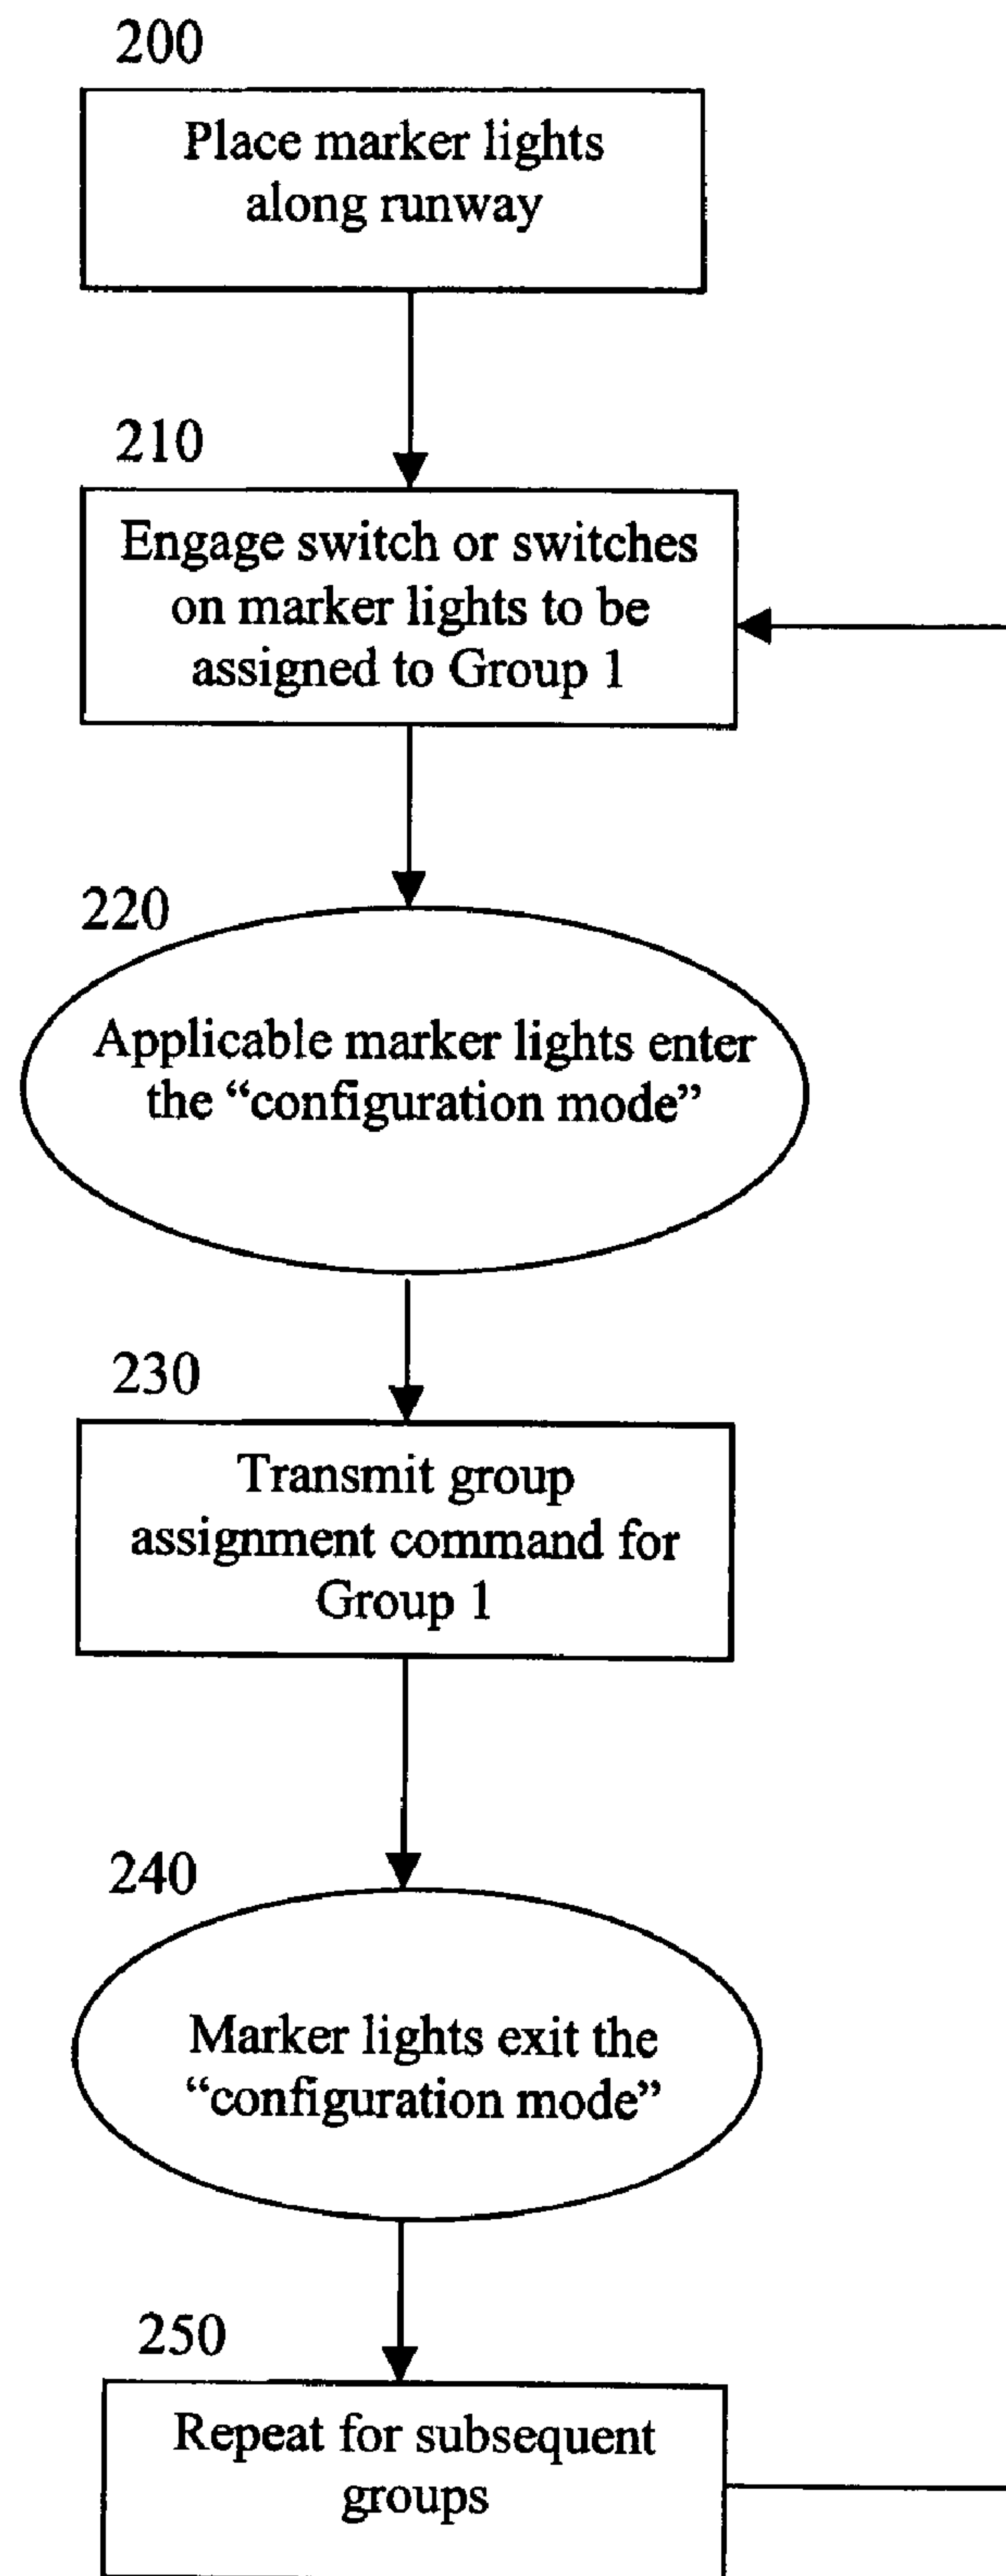 200
Place marker lights
along runway
210
Engage switch or switches
on marker lights to be
assigned to Group 1
220
Applicable marker lights enter
the “configuration mode”
230
Transmit group
assignment command for
Group 1
240
Marker lights exit the
“configuration mode”
250
Repeat for subsequent
groups